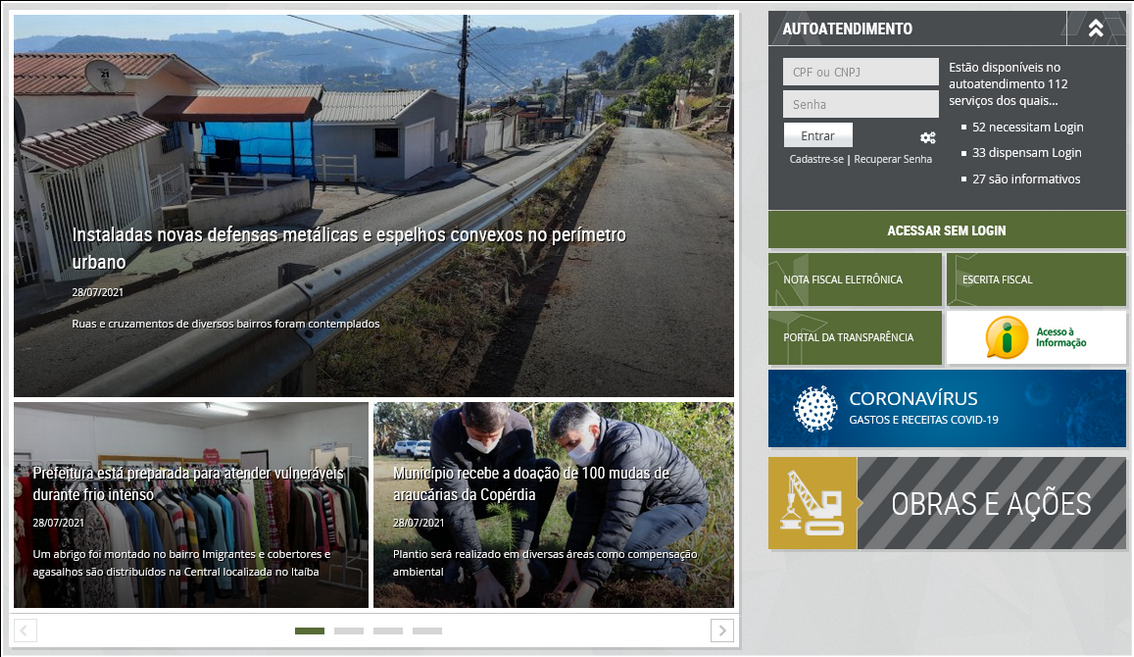 Instaladas novas defensas metálicas e espelhos convexos no perímetro
urbano
28/07/2021
Ruas e cruzamentos de diversos bairros foram contemplados
Prefeitura está preparada para atender vulneráveis
durante frio intenso
28/07/2021
Um abrigo foi montado no bairro Imigrantes e cobertores e
agasalhos são distribuídos na Central localizada no Itaíba
Município recebe a doação de 100 mudas de
araucárias da Copérdia
28/07/2021
Plantio será realizado em diversas áreas como compensação
ambiental
AUTOATENDIMENTO
CPF ou CNPJ
Senha
Entrar
Cadastre-se | Recuperar Senha
Estão disponíveis no
autoatendimento 112
serviços dos quais...
52 necessitam Login
33 dispensam Login
27 são informativos
ACESSAR SEM LOGIN
NOTA FISCAL ELETRÔNICA
ESCRITA FISCAL
PORTAL DA TRANSPARÊNCIA
Acesso à
Informação
CORONAVÍRUS
GASTOS E RECEITAS COVID-19
OBRAS E AÇÕES